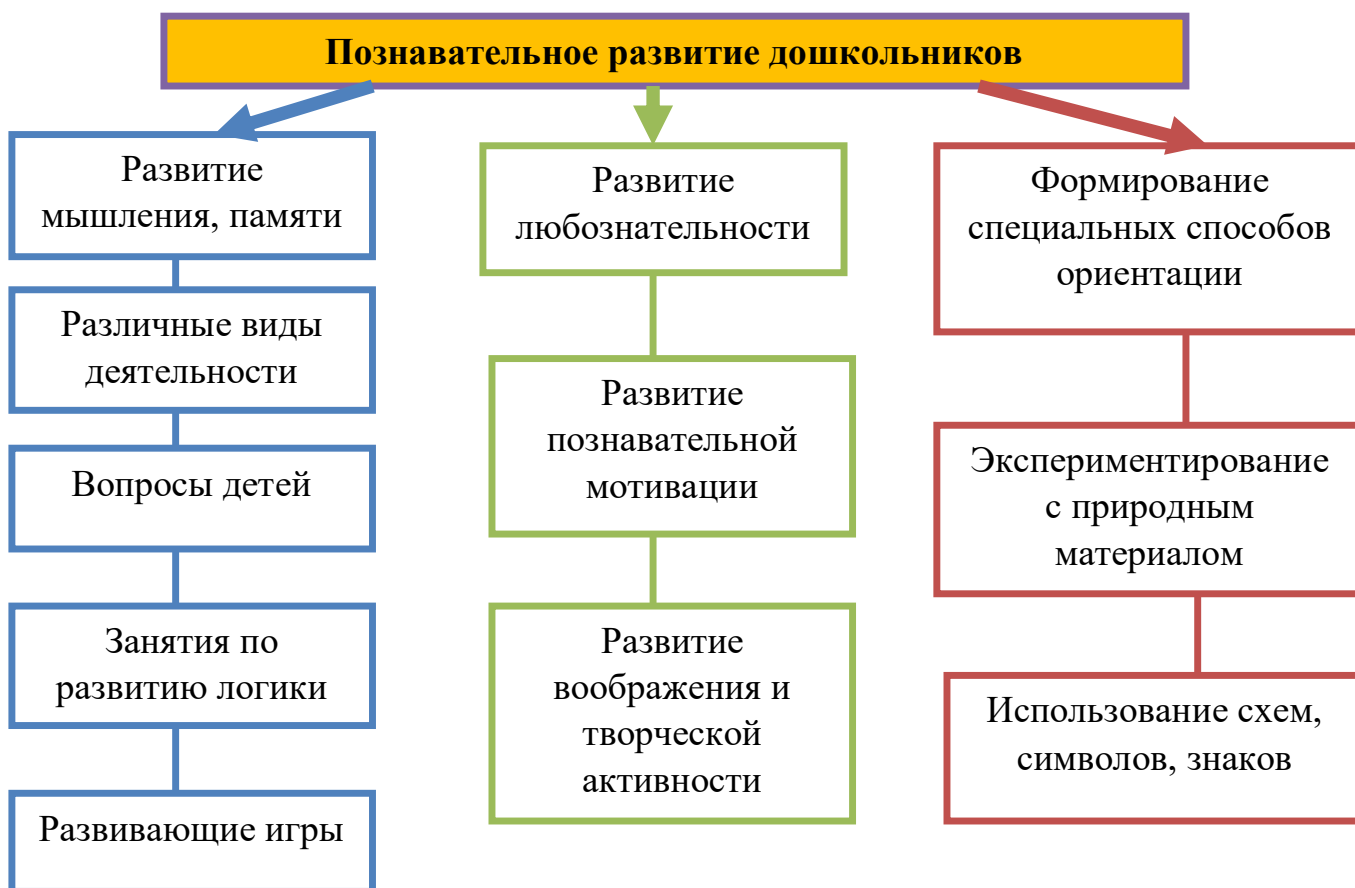 Познавательное развитие дошкольников
Развитие
мышления, памяти
Различные виды
деятельности
Вопросы детей
Занятия по
развитию логики
Развивающие игры
Развитие
любознательности
Развитие
познавательной
мотивации
Развитие
воображения и
творческой
активности
Формирование
специальных способов
ориентации
Экспериментирование
с природным
материалом
Использование схем,
символов, знаков